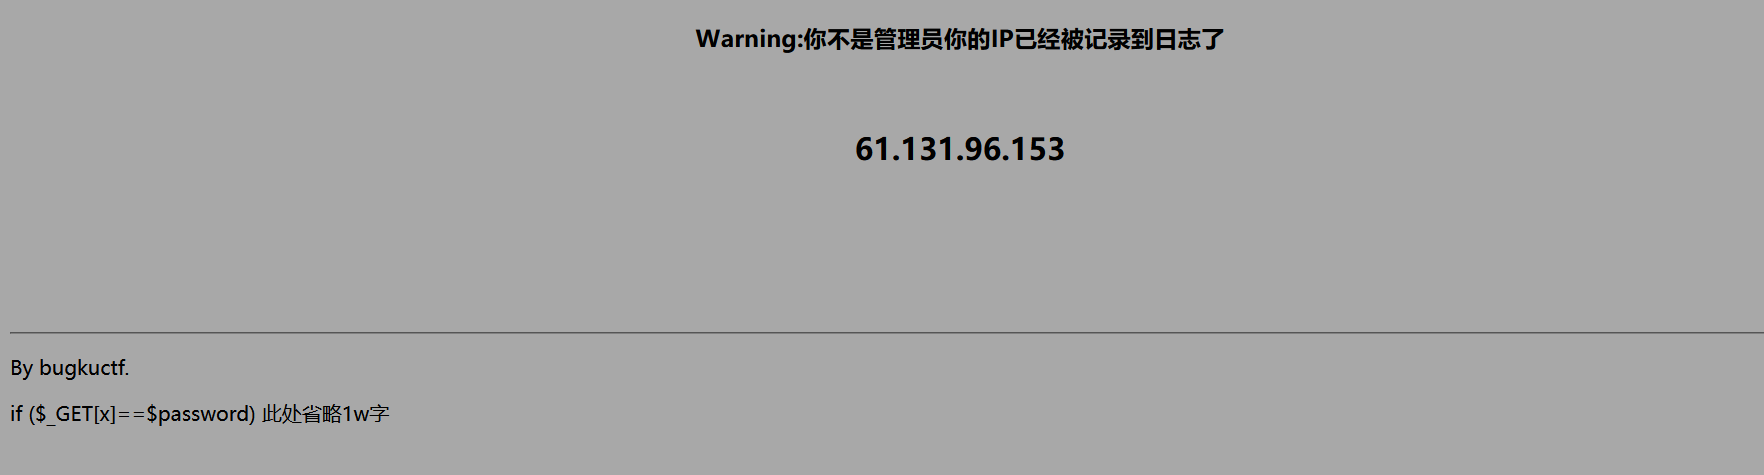 Warning:你不是管理员你的IP已经被记录到日志了
61.131.96.153
By bugkuctf.
if ($_GET[x]==$password) 此处省略1w字